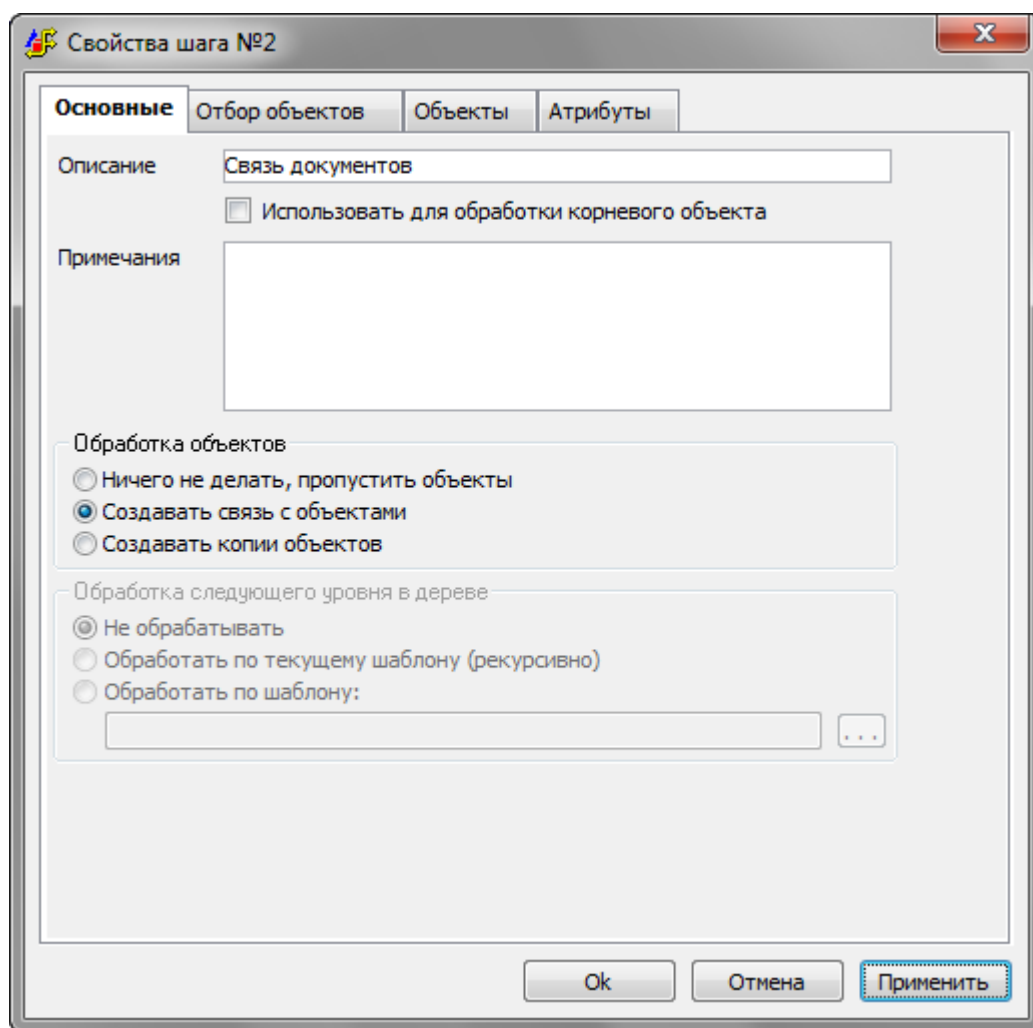 Свойства шага №2
Основные Отбор объектов Объекты Атрибуты
Описание Связь документов
Использовать для обработки корневого объекта
Примечания
Обработка объектов
Ничего не делать, пропустить объекты
Создавать связь с объектами
Создавать копии объектов
Обработка следующего уровня в дереве
Не обрабатывать
Обработать по текущему шаблону (рекурсивно)
Обработать по шаблону:
...
Ok Отмена Применить